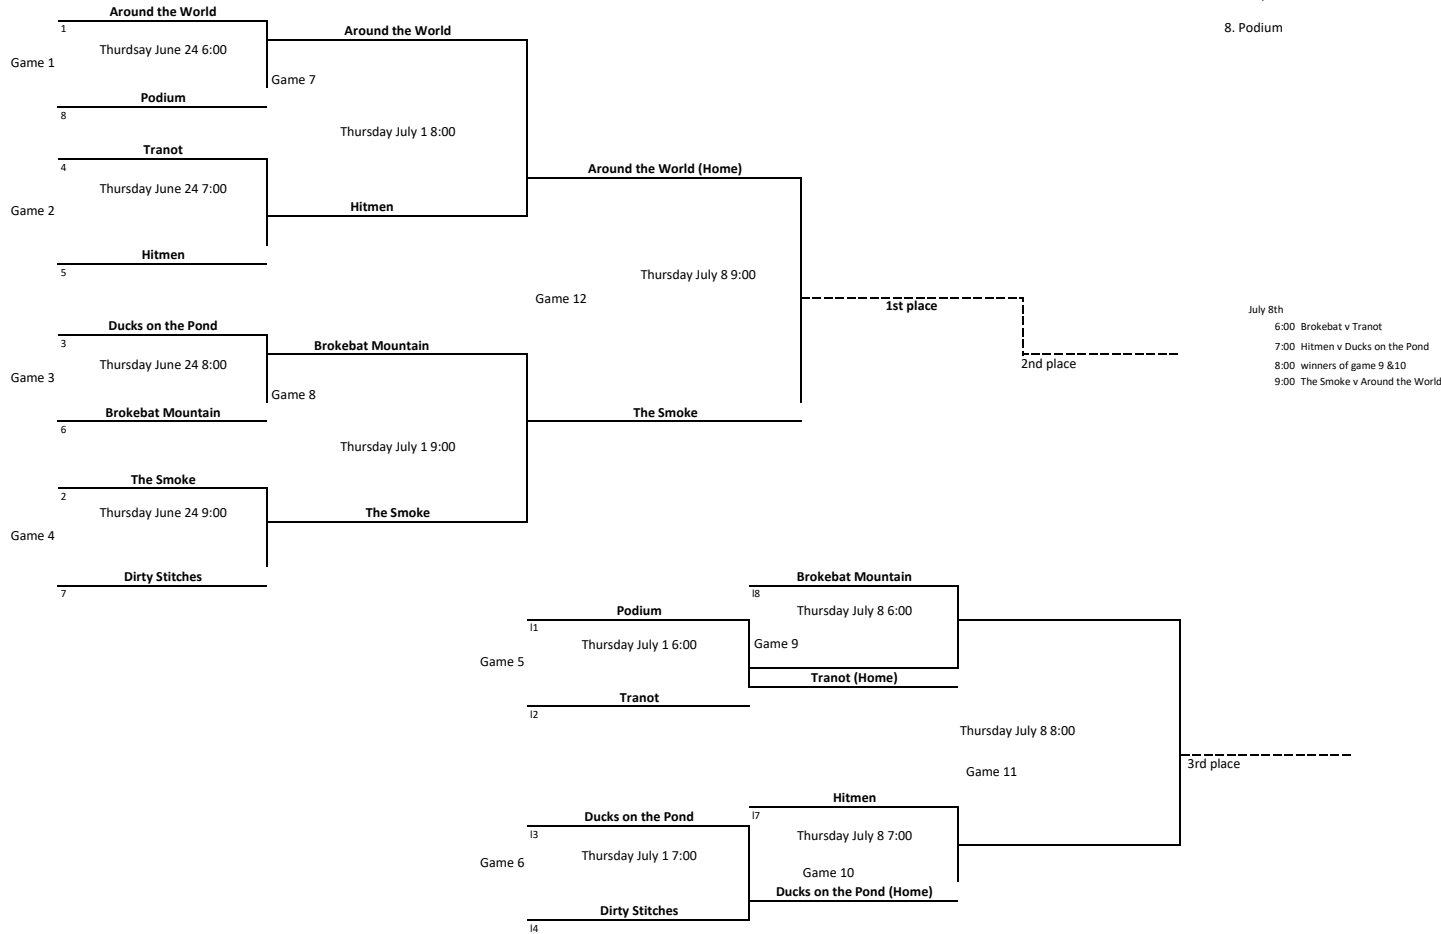 8. Podium
Around the World
1
Thurdsay June 24 6:00
Game 1
Podium
8
Around the World
Game 7
Thursday July 1 8:00
Tranot
4
Thursday June 24 7:00
Game 2
Hitmen
Hitmen
5
Around the World (Home)
Thursday July 8 9:00
Game 12
1st place
2nd place
Ducks on the Pond
3
Thursday June 24 8:00
Game 3
Brokebat Mountain
6
Brokebat Mountain
Game 8
Thursday July 1 9:00
The Smoke
The Smoke
2
Thursday June 24 9:00
Game 4
The Smoke
Dirty Stitches
7
July 8th
6:00 Brokebat v Tranot
7:00 Hitmen v Ducks on the Pond
8:00 winners of game 9 &10
9:00 The Smoke v Around the World
Podium
l1
Thursday July 1 6:00
Game 5
Tranot
l2
Brokebat Mountain
l8
Thursday July 8 6:00
Game 9
Tranot (Home)
Thursday July 8 8:00
Game 11
3rd place
Ducks on the Pond
l3
Thursday July 1 7:00
Game 6
Dirty Stitches
l4
Hitmen
l7
Thursday July 8 7:00
Game 10
Ducks on the Pond (Home)